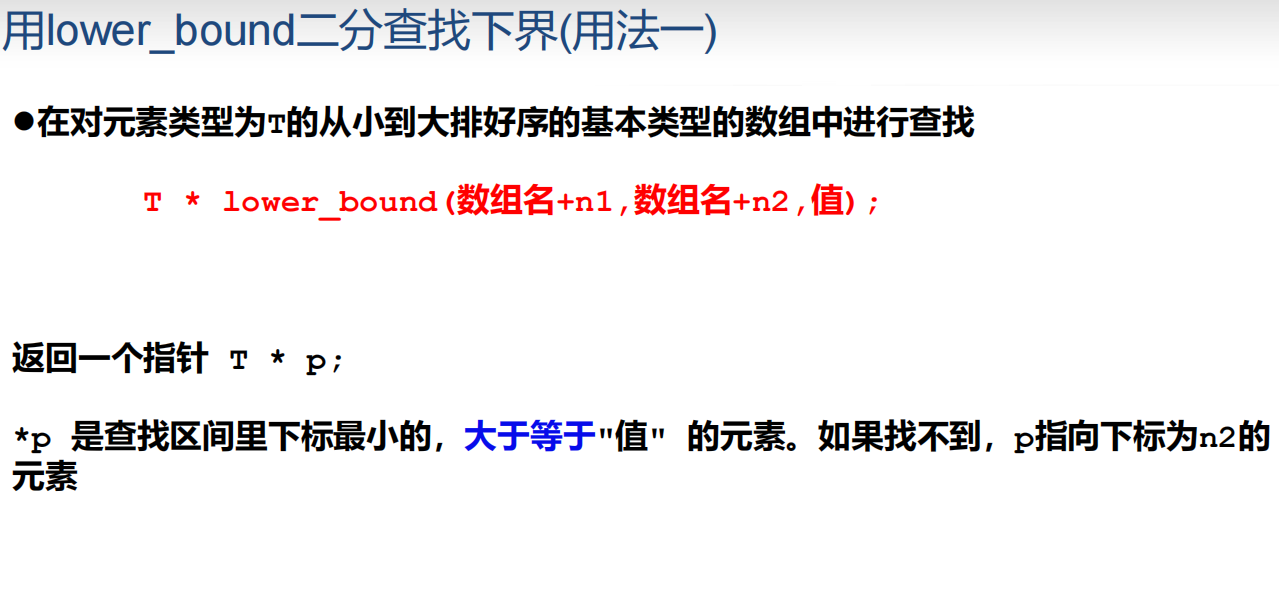 用lower_bound二分查找下界(用法一)
●在对元素类型为T的从小到大排好序的基本类型的数组中进行查找
T * lower_bound(数组名+n1,数组名+n2,值);
返回一个指针 T * p;
*p 是查找区间里下标最小的，大于等于"值" 的元素。如果找不到，p指向下标为n2的
元素